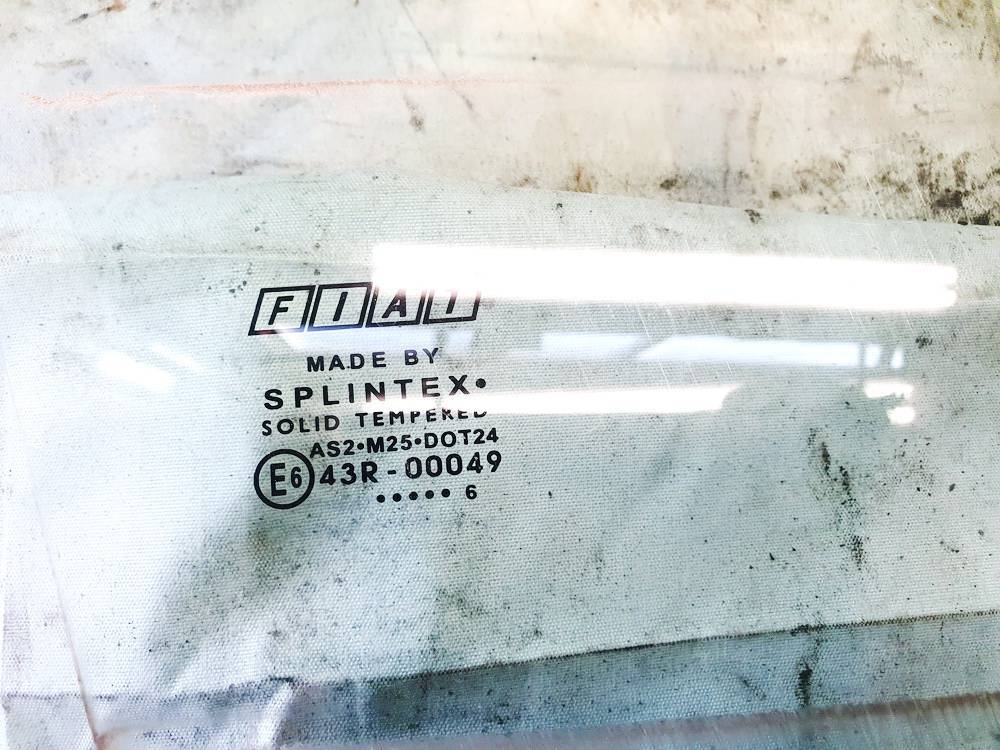 FIAT
MADE BY
SPLINTEX•
SOLID TEMPERED
AS2•M25•DOT24
E6 43R-00049
•••••6